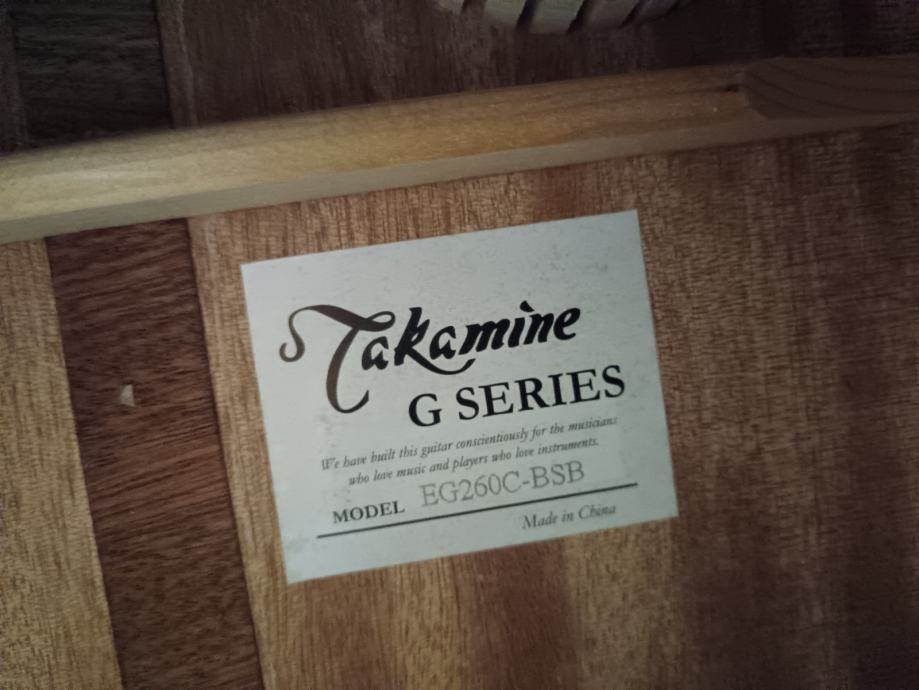 Takamine
G SERIES
We have built this guitar conscientiously for the musicians
who love music and players who love instruments.
MODEL EG260C-BSB
Made in China